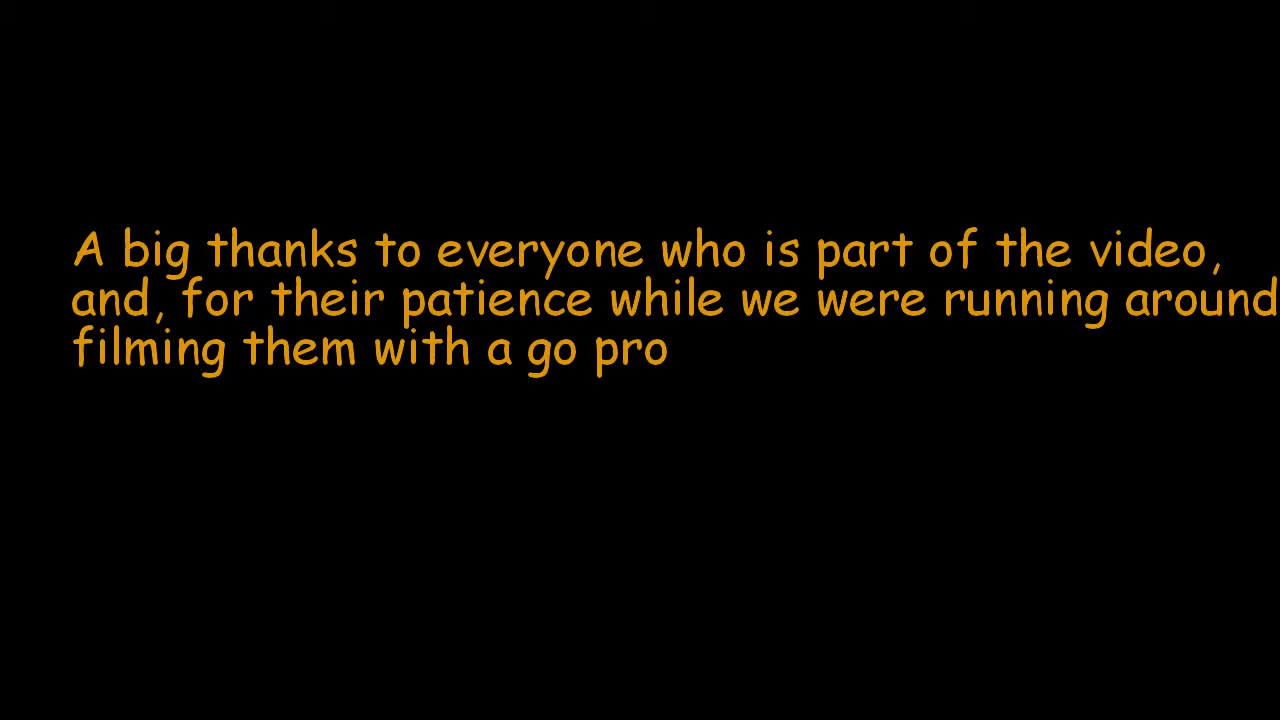 A big thanks to everyone who is part of the video,
and, for their patience while we were running around
filming them with a go pro